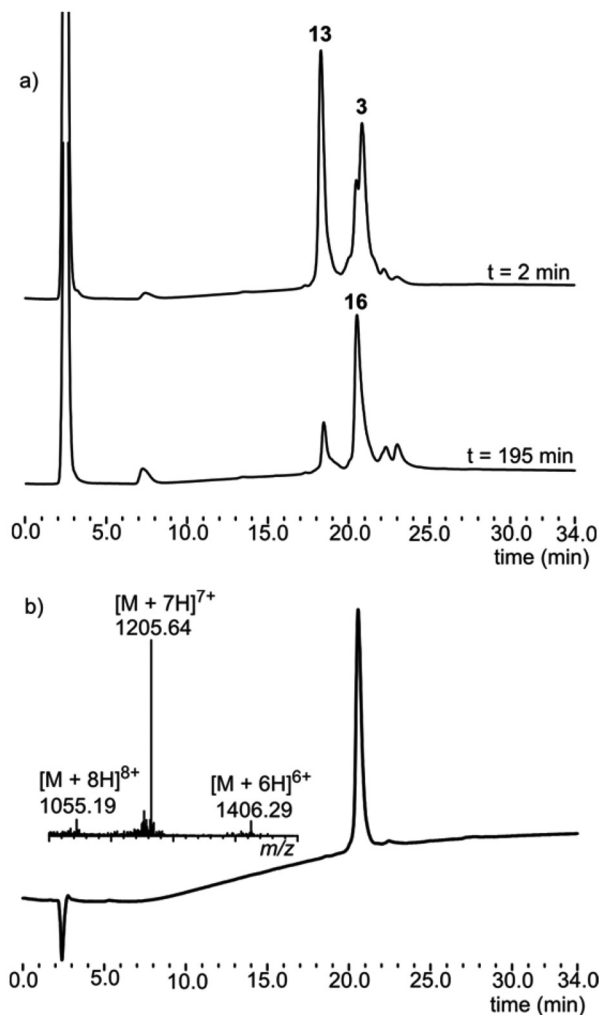 a)
13
3
t = 2 min
16
t = 195 min
0.0 5.0 10.0 15.0 20.0 25.0 30.0 34.0
time (min)
b)
[M + 7H]7+
1205.64
[M + 8H]8+
1055.19
[M + 6H]6+
1406.29
m/z
0.0 8.0 5.0 10.0 15.0 20.0 25.0 30.0 34.0
time (min)